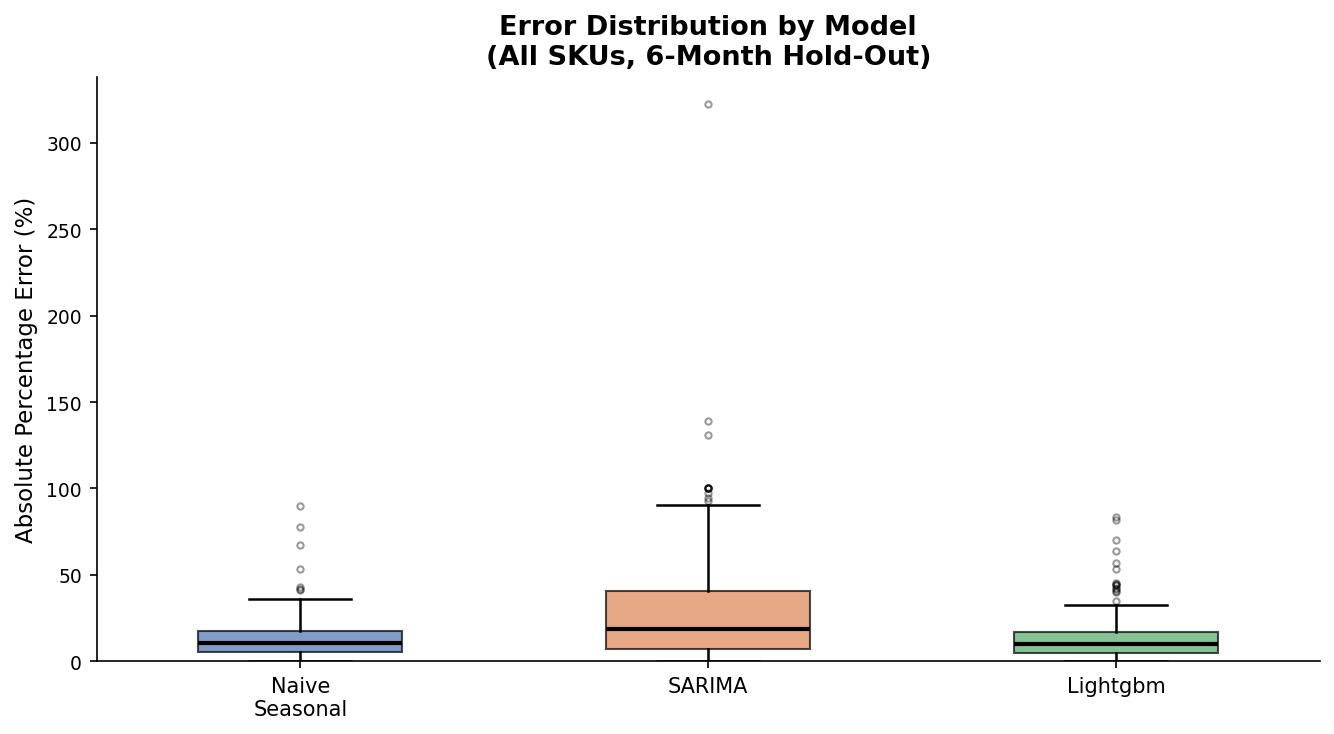 Error Distribution by Model
(All SKUs, 6-Month Hold-Out)
Absolute Percentage Error (%)
300
250
200
150
100
50
0
Naive
Seasonal
SARIMA
Lightgbm